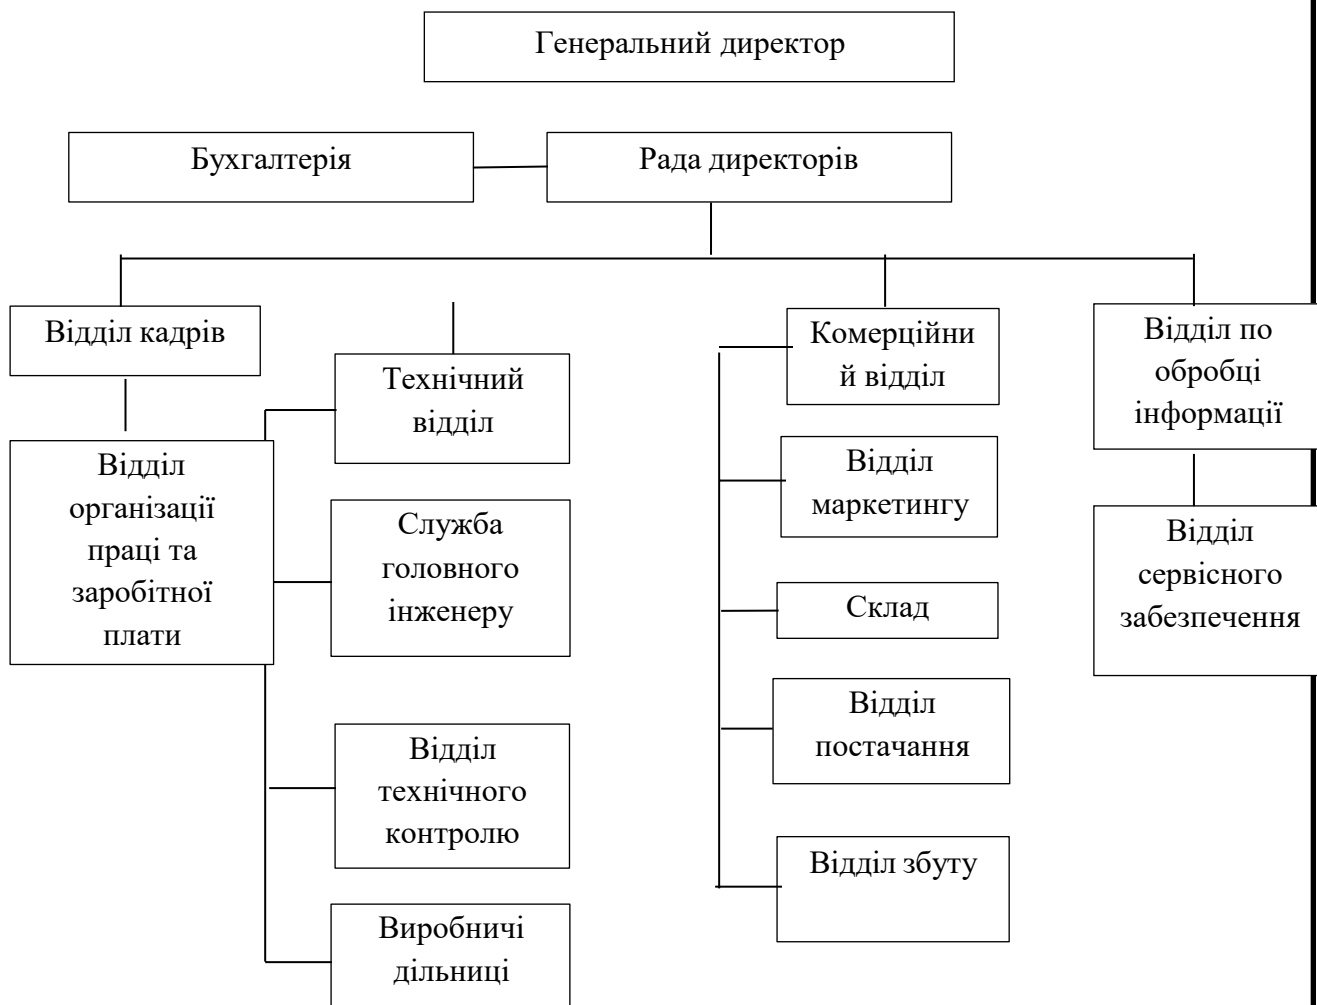 Генеральний директор
Бухгалтерія
Рада директорів
Відділ кадрів
Відділ
організації
праці та
заробітної
плати
Технічний
відділ
Служба
головного
інженеру
Відділ
технічного
контролю
Виробничі
дільниці
Комерційни
й відділ
Відділ
маркетингу
Склад
Відділ
постачання
Відділ збуту
Відділ по
обробці
інформації
Відділ
сервісного
забезпечення